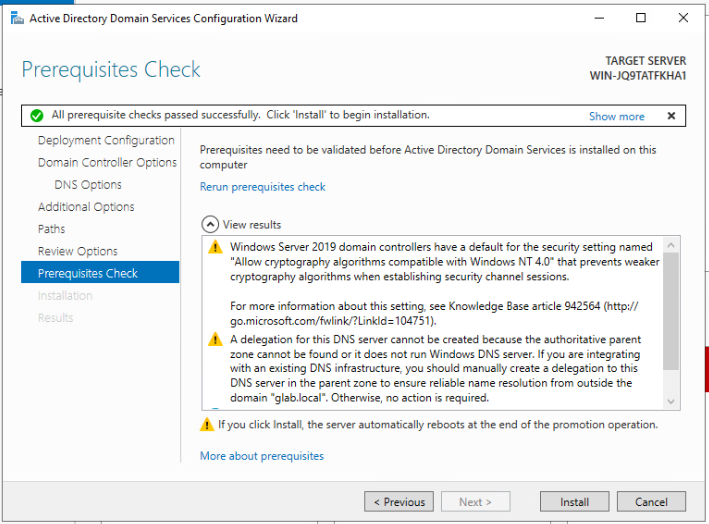 Active Directory Domain Services Configuration Wizard
Prerequisites Check
TARGET SERVER
WIN-JQ9TATFKHA1
All prerequisite checks passed successfully. Click 'Install' to begin installation.
Show more
Deployment Configuration
Domain Controller Options
DNS Options
Additional Options
Paths
Review Options
Prerequisites Check
Installation
Results
Prerequisites need to be validated before Active Directory Domain Services is installed on this
computer
Rerun prerequisites check
View results
Windows Server 2019 domain controllers have a default for the security setting named
"Allow cryptography algorithms compatible with Windows NT 4.0" that prevents weaker
cryptography algorithms when establishing security channel sessions.
For more information about this setting, see Knowledge Base article 942564 (http://
go.microsoft.com/fwlink/?LinkId=104751).
A delegation for this DNS server cannot be created because the authoritative parent
zone cannot be found or it does not run Windows DNS server. If you are integrating
with an existing DNS infrastructure, you should manually create a delegation to this
DNS server in the parent zone to ensure reliable name resolution from outside the
domain "glab.local". Otherwise, no action is required.
If you click Install, the server automatically reboots at the end of the promotion operation.
More about prerequisites
< Previous
Next >
Install
Cancel